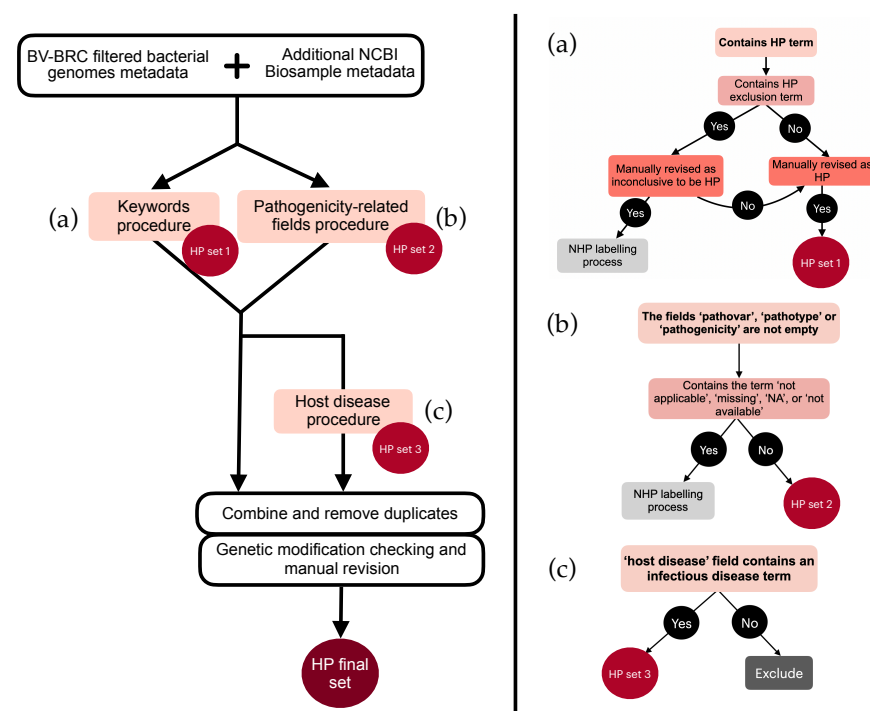 BV-BRC filtered bacterial
genomes metadata
+
Additional NCBI
Biosample metadata
(a)
Keywords
procedure
HP set 1
Pathogenicity-related
fields procedure
(b)
HP set 2
Host disease
procedure
(c)
HP set 3
Combine and remove duplicates
Genetic modification checking and
manual revision
HP final
set
(a)
Contains HP term
Contains HP
exclusion term
Yes
No
Manually revised as
inconclusive to be HP
Manually revised as
HP
Yes
No
Yes
NHP labelling
process
HP set 1
(b)
The fields ‘pathovar’, ‘pathotype’ or
‘pathogenicity’ are not empty
Contains the term ‘not
applicable’, ‘missing’, ‘NA’, or ‘not
available’
Yes
No
NHP labelling
process
HP set 2
(c)
‘host disease’ field contains an
infectious disease term
Yes
No
HP set 3
Exclude